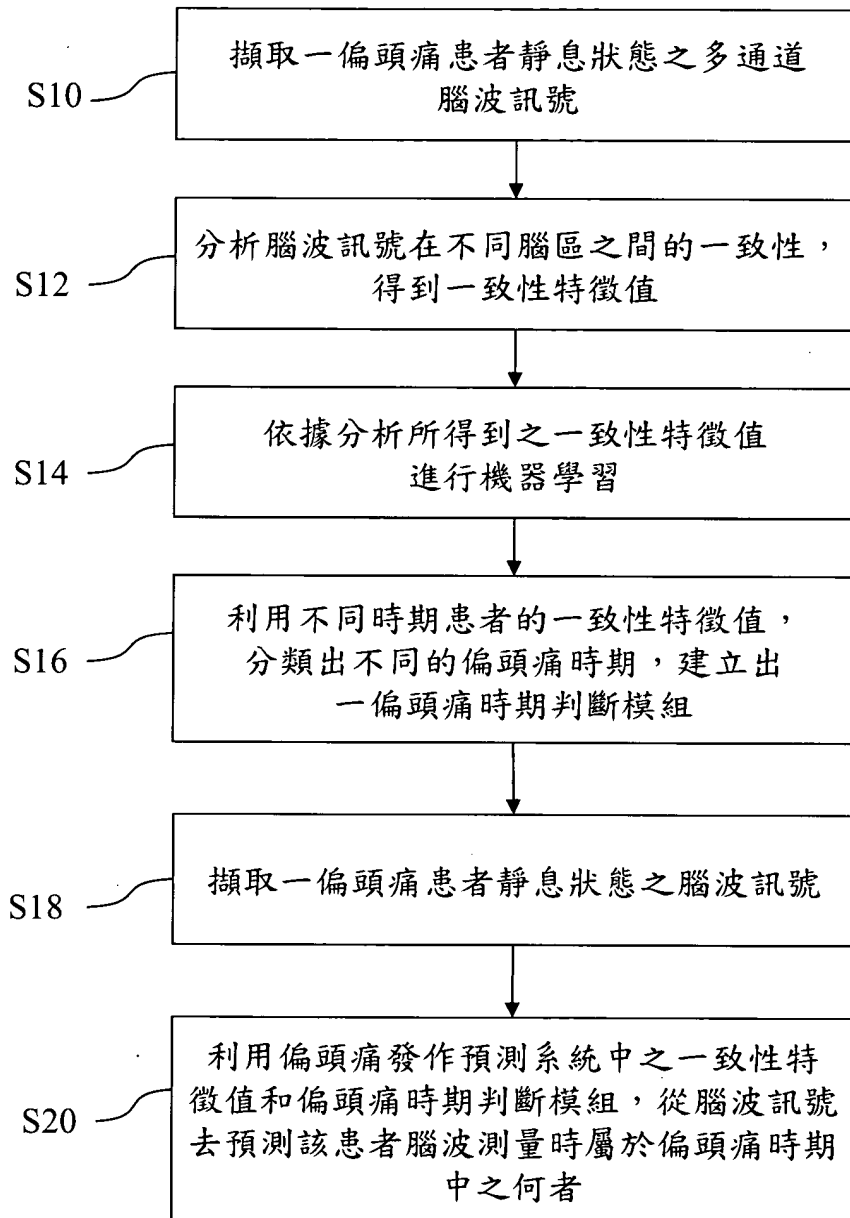 擷取一偏頭痛患者靜息狀態之多通道
腦波訊號
S10
分析腦波訊號在不同腦區之間的一致性，
得到一致性特徵值
S12
依據分析所得到之一致性特徵值
進行機器學習
S14
利用不同時期患者的一致性特徵值，
分類出不同的偏頭痛時期，建立出
一偏頭痛時期判斷模組
S16
擷取一偏頭痛患者靜息狀態之腦波訊號
S18
利用偏頭痛發作預測系統中之一致性特
徵值和偏頭痛時期判斷模組，從腦波訊號
去預測該患者腦波測量時屬於偏頭痛時期
中之何者
S20